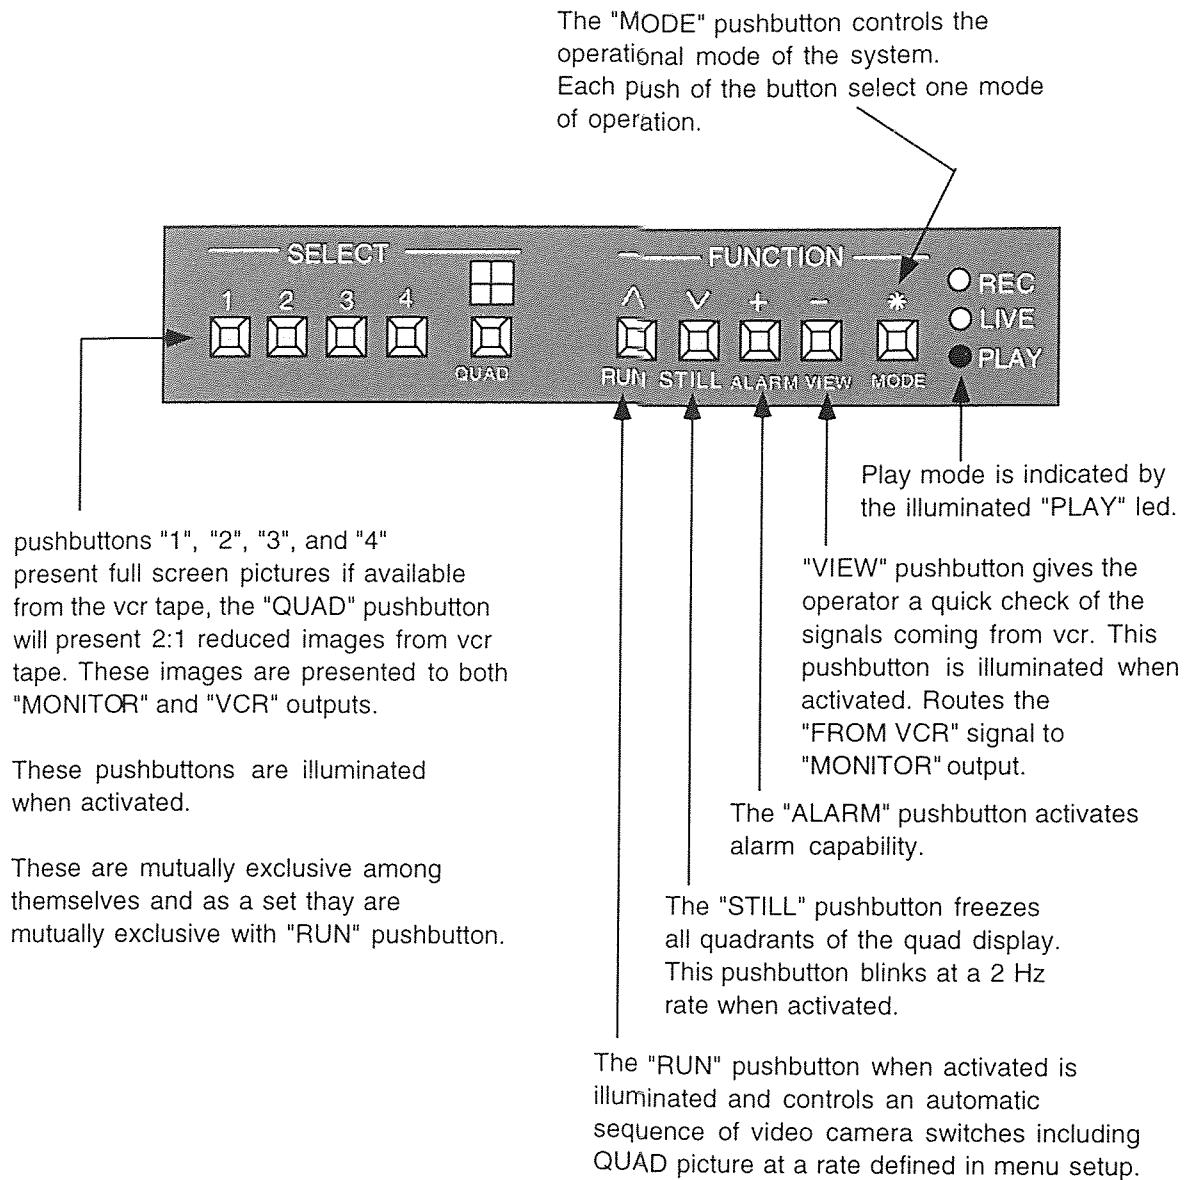 The "MODE" pushbutton controls the
operational mode of the system.
Each push of the button select one mode
of operation.
SELECT
FUNCTION
1 2 3 4
∧ ∨ + − *
REC
LIVE
PLAY
QUAD
RUN STILL ALARM VIEW MODE
Play mode is indicated by
the illuminated "PLAY" led.
pushbuttons "1", "2", "3", and "4"
present full screen pictures if available
from the vcr tape, the "QUAD" pushbutton
will present 2:1 reduced images from vcr
tape. These images are presented to both
"MONITOR" and "VCR" outputs.
These pushbuttons are illuminated
when activated.
These are mutually exclusive among
themselves and as a set thay are
mutually exclusive with "RUN" pushbutton.
"VIEW" pushbutton gives the
operator a quick check of the
signals coming from vcr. This
pushbutton is illuminated when
activated. Routes the
"FROM VCR" signal to
"MONITOR" output.
The "ALARM" pushbutton activates
alarm capability.
The "STILL" pushbutton freezes
all quadrants of the quad display.
This pushbutton blinks at a 2 Hz
rate when activated.
The "RUN" pushbutton when activated is
illuminated and controls an automatic
sequence of video camera switches including
QUAD picture at a rate defined in menu setup.